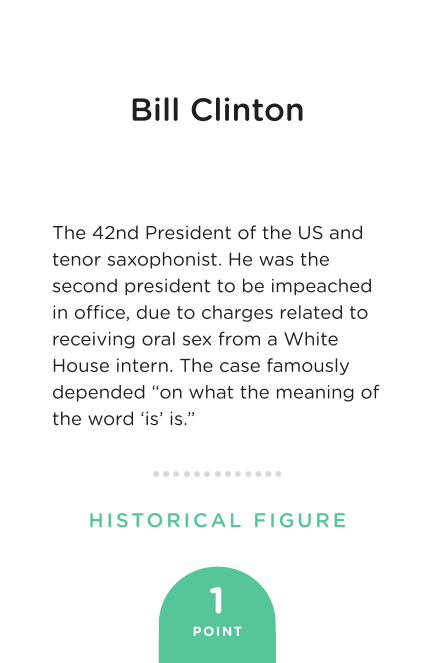 Bill Clinton
The 42nd President of the US and
tenor saxophonist. He was the
second president to be impeached
in office, due to charges related to
receiving oral sex from a White
House intern. The case famously
depended “on what the meaning of
the word ‘is’ is.”
HISTORICAL FIGURE
1
POINT